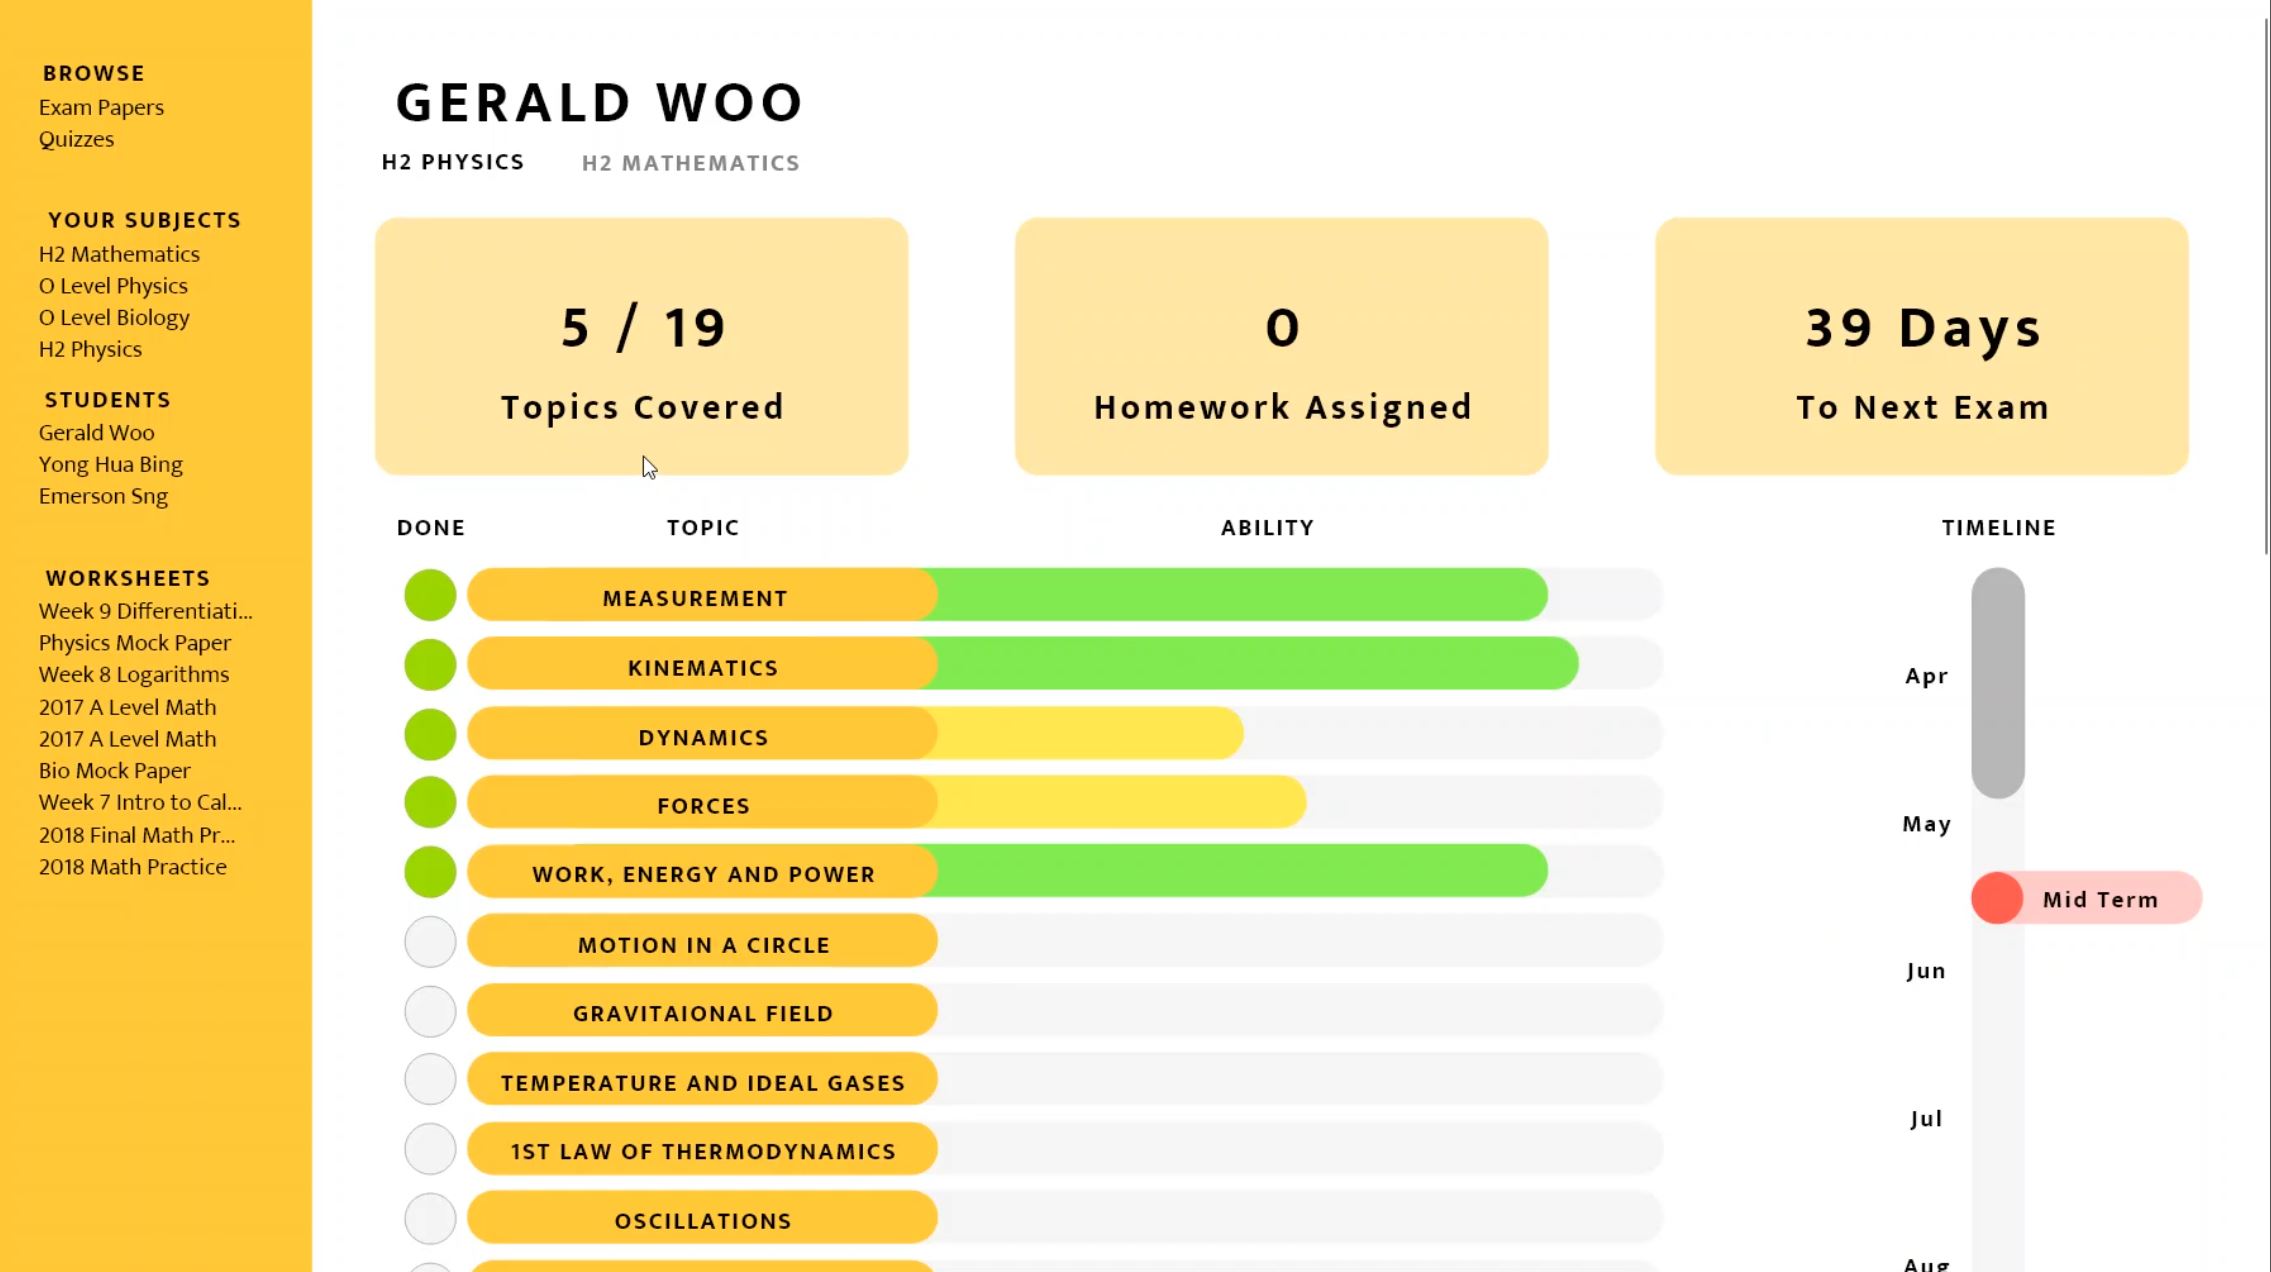 BROWSE
Exam Papers
Quizzes
YOUR SUBJECTS
H2 Mathematics
O Level Physics
O Level Biology
H2 Physics
STUDENTS
Gerald Woo
Yong Hua Bing
Emerson Sng
WORKSHEETS
Week 9 Differentiati...
Physics Mock Paper
Week 8 Logarithms
2017 A Level Math
2017 A Level Math
Bio Mock Paper
Week 7 Intro to Cal...
2018 Final Math Pr...
2018 Math Practice
GERALD WOO
H2 PHYSICS H2 MATHEMATICS
5 / 19
Topics Covered
0
Homework Assigned
39 Days
To Next Exam
DONE TOPIC ABILITY TIMELINE
MEASUREMENT
KINEMATICS
DYNAMICS
FORCES
WORK, ENERGY AND POWER
MOTION IN A CIRCLE
GRAVITAIONAL FIELD
TEMPERATURE AND IDEAL GASES
1ST LAW OF THERMODYNAMICS
OSCILLATIONS
Apr
May
Mid Term
Jun
Jul
Aug